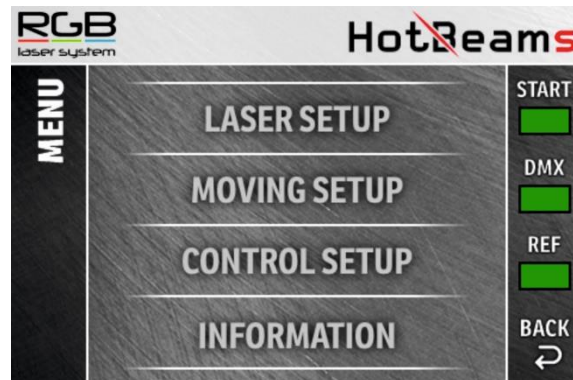 RGB
laser system
HotBeams
MENU
LASER SETUP
MOVING SETUP
CONTROL SETUP
INFORMATION
START
DMX
REF
BACK